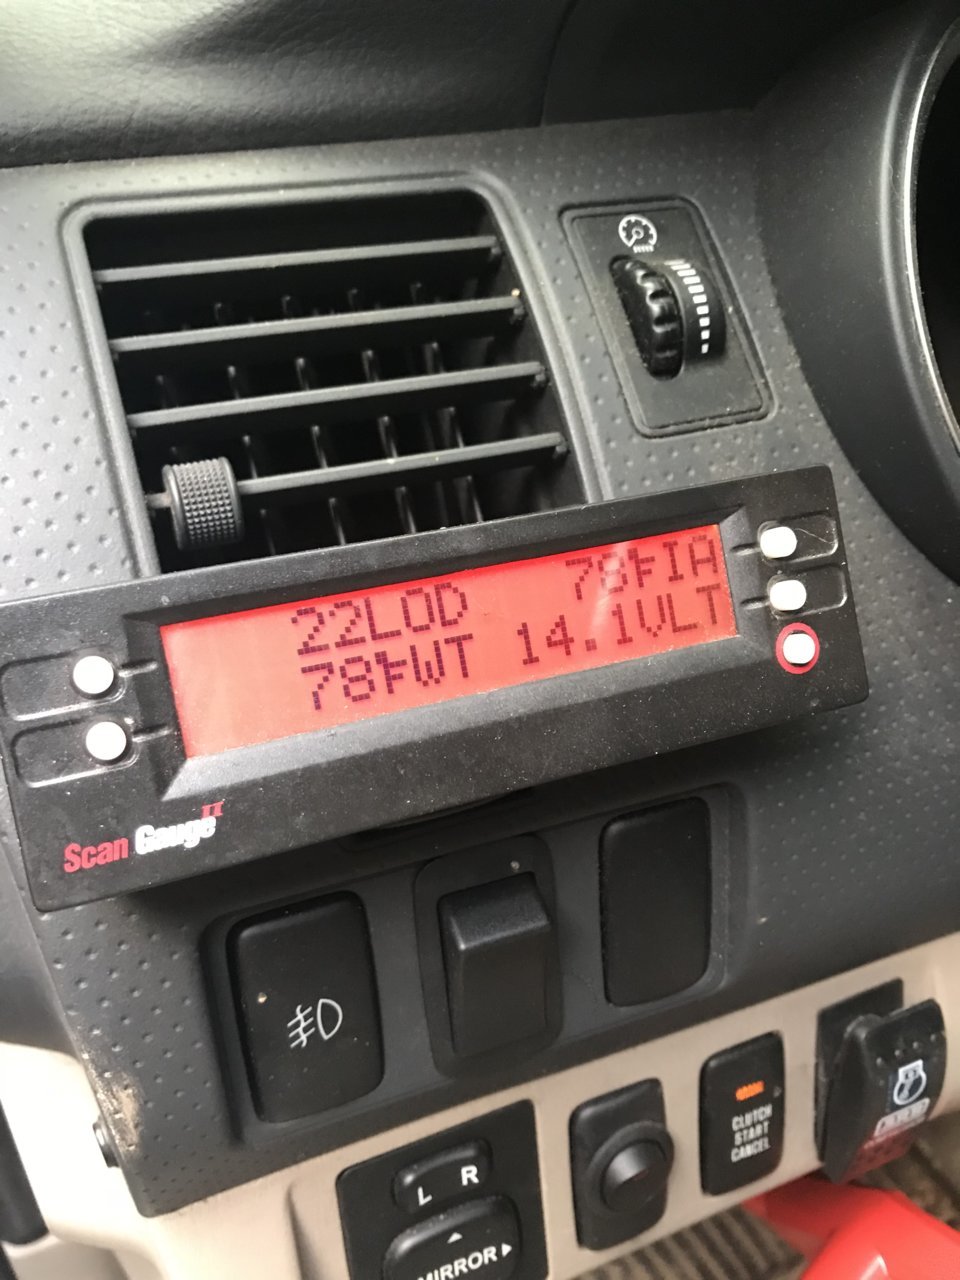 22LOD 78°FIA
78°FWT 14.1VLT
Scan Gauge II
L R
MIRROR
CLUTCH
START
CANCEL